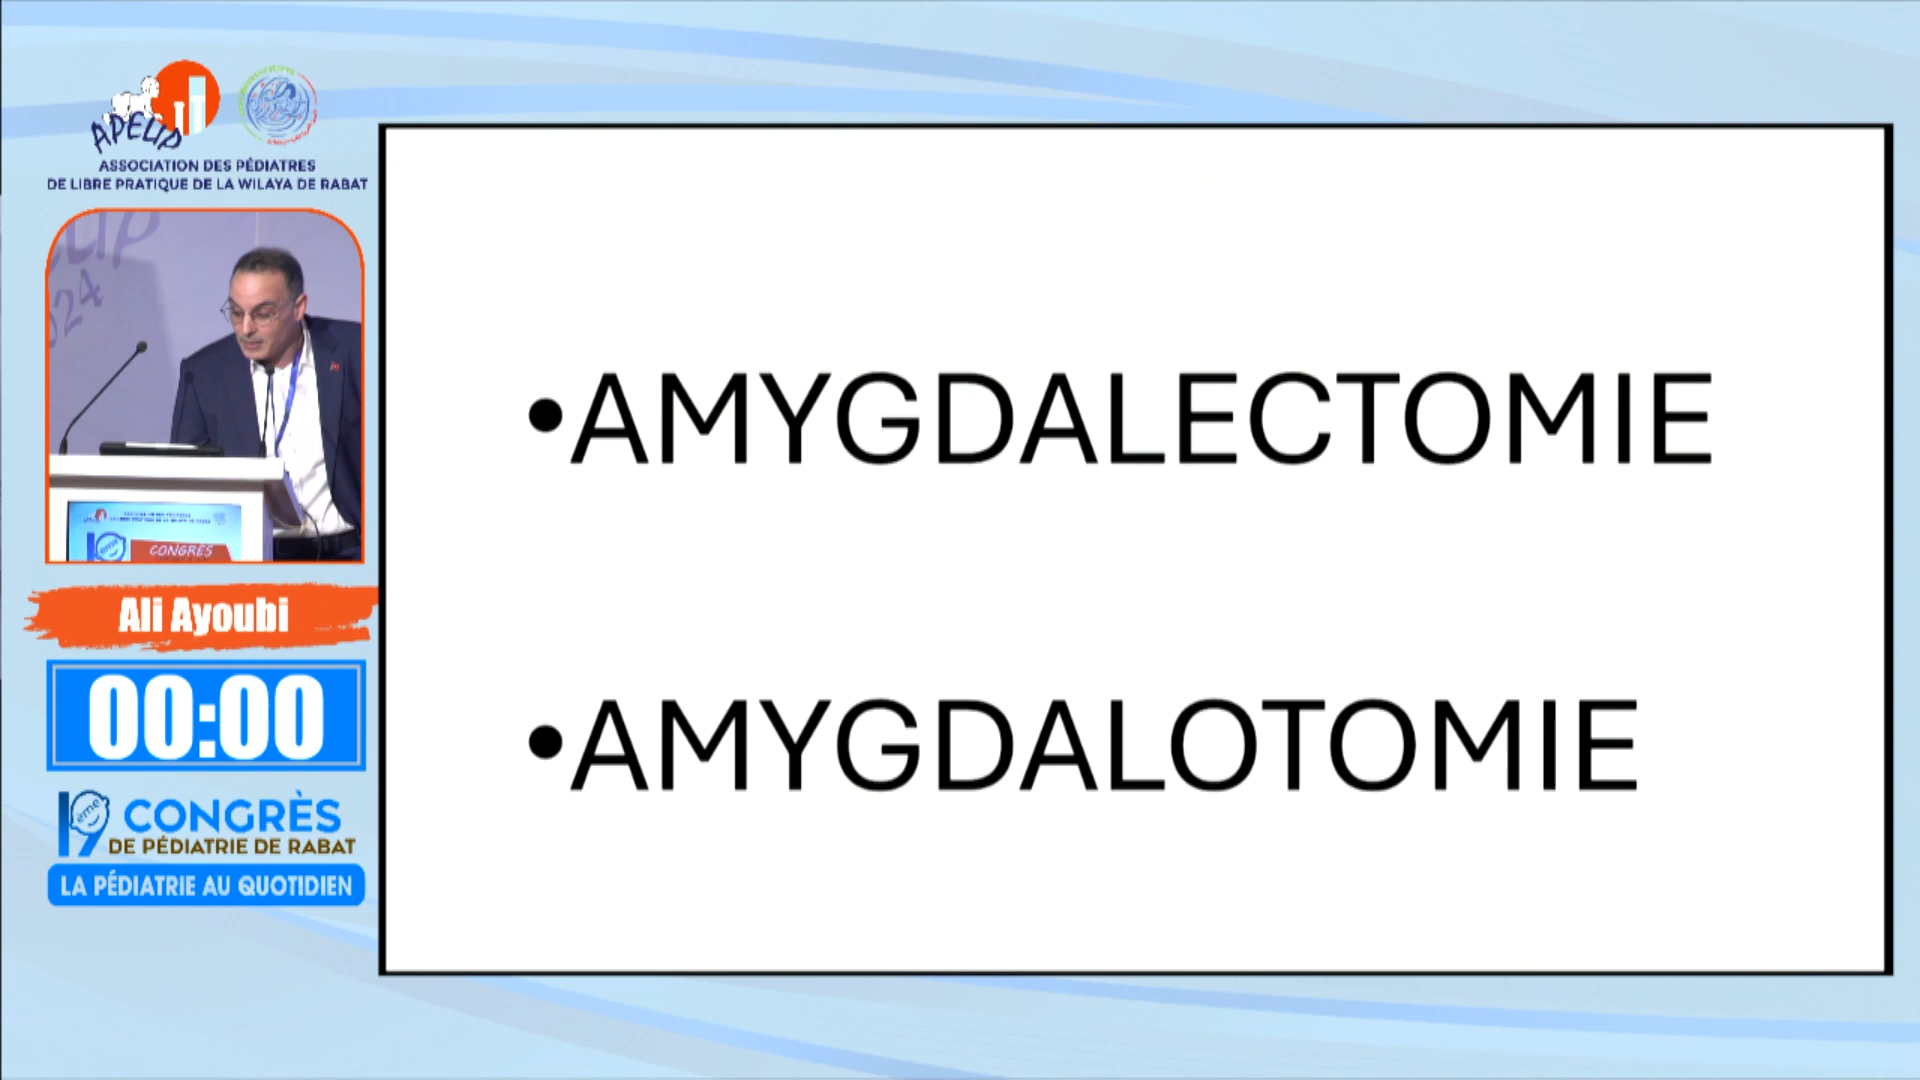 APELIP
ASSOCIATION DES PÉDIATRES
DE LIBRE PRATIQUE DE LA WILAYA DE RABAT
CONGRÈS
Ali Ayoubi
00:00
19ème CONGRÈS
DE PÉDIATRIE DE RABAT
LA PÉDIATRIE AU QUOTIDIEN
•AMYGDALECTOMIE
•AMYGDALOTOMIE